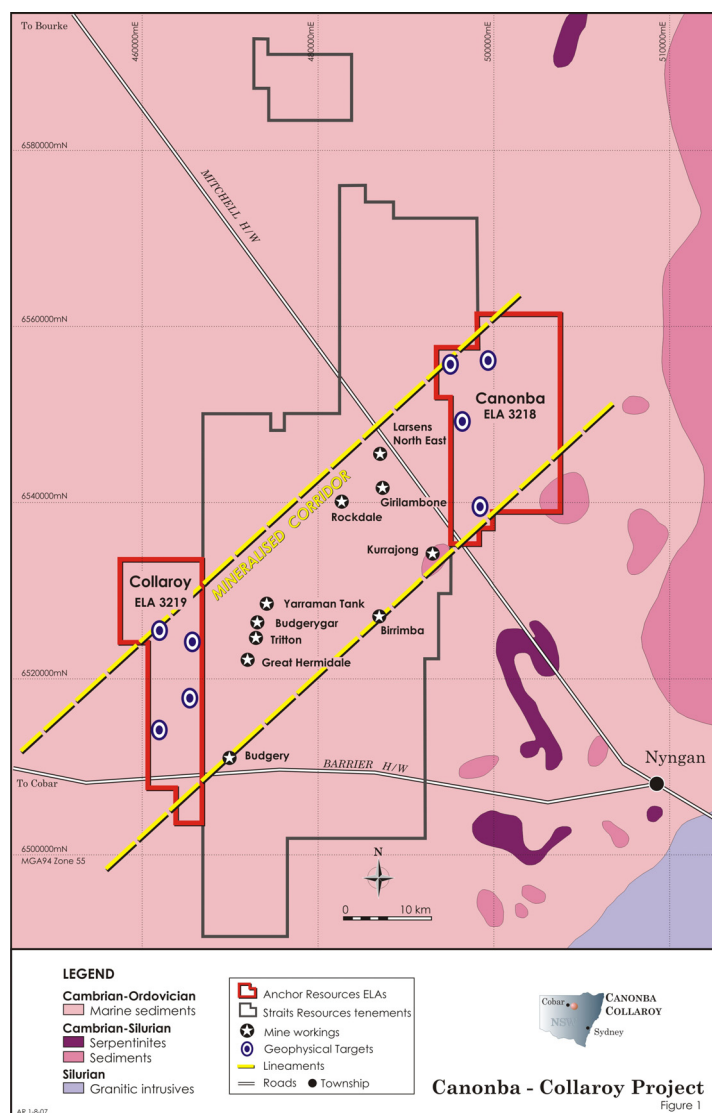 To Bourke
460000mE
480000mE
500000mE
510000mE
6580000mN
MITCHELL H/W
6560000mN
Canonba
ELA 3218
Larsens
North East
MINERALISED CORRIDOR
6540000mN
Girilambone
Rockdale
Kurrajong
Collaroy
ELA 3219
Yarraman Tank
Budgerygar
Birrimba
Tritton
Great Hermidale
6520000mN
Budgery
BARRIER H/W
Nyngan
To Cobar
6500000mN
MGA94 Zone 55
N
0 10 km
LEGEND
Cambrian-Ordovician
Marine sediments
Cambrian-Silurian
Serpentinites
Sediments
Silurian
Granitic intrusives
Anchor Resources ELAs
Straits Resources tenements
Mine workings
Geophysical Targets
Lineaments
Roads Township
Cobar
CANONBA
COLLAROY
NSW
Sydney
Canonba - Collaroy Project
Figure 1
AR 1-8-07